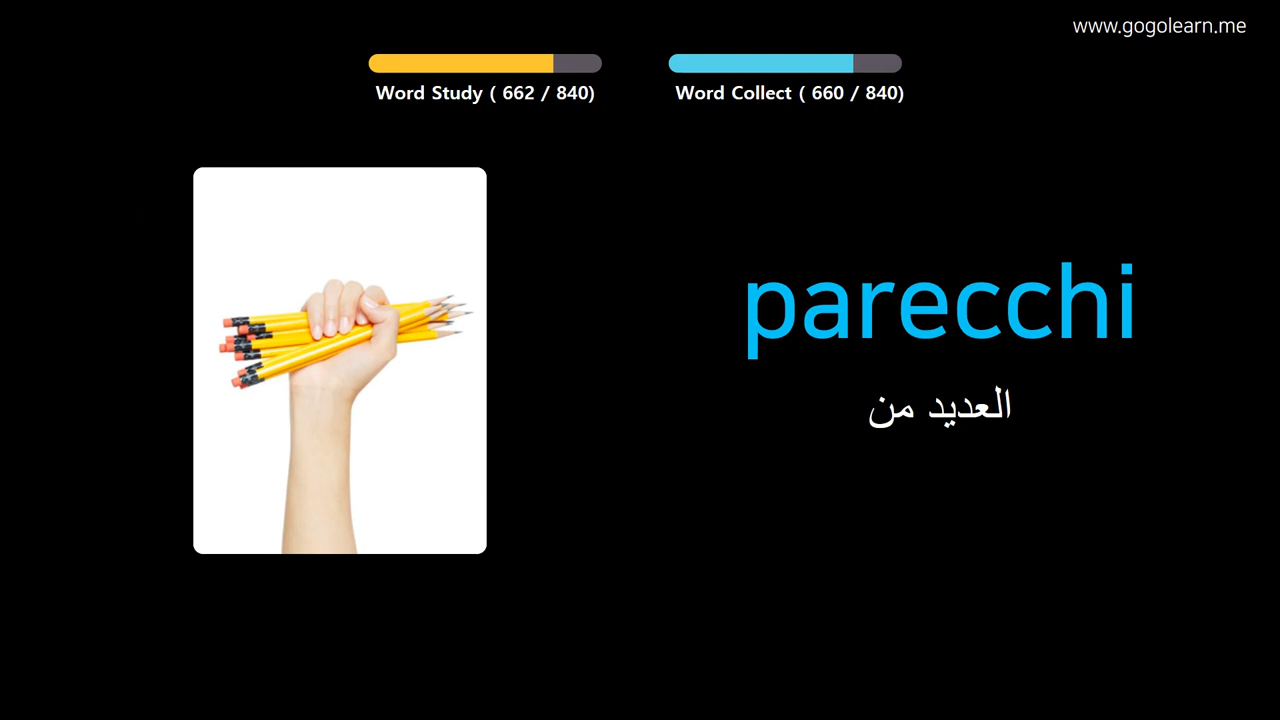 www.gogolearn.me
Word Study ( 662 / 840)
Word Collect ( 660 / 840)
parecchi
العديد من